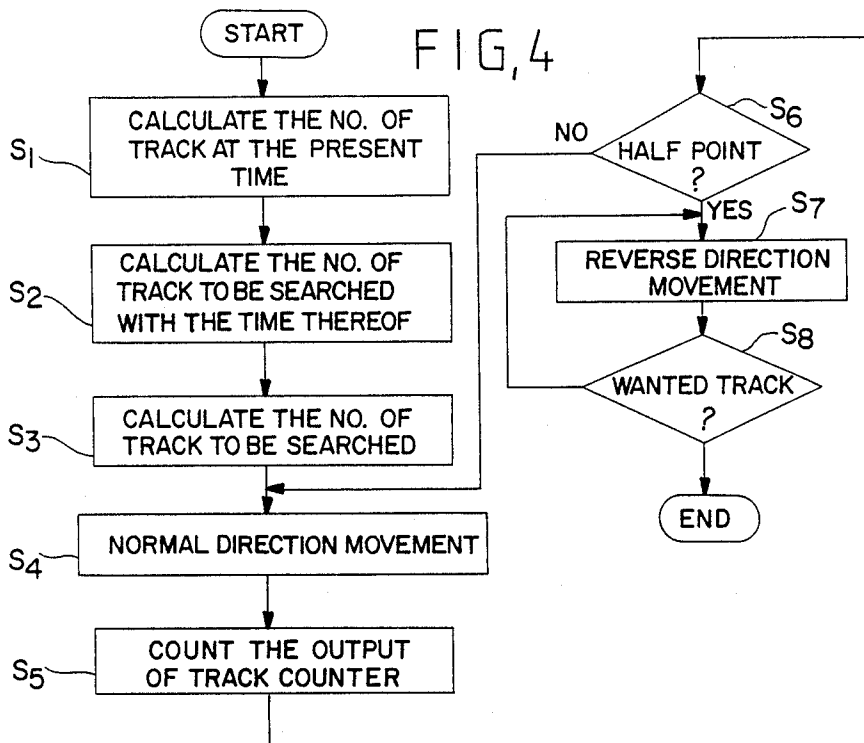 FIG,4
START
S1
CALCULATE THE NO. OF
TRACK AT THE PRESENT
TIME
S2
CALCULATE THE NO. OF
TRACK TO BE SEARCHED
WITH THE TIME THEREOF
S3
CALCULATE THE NO. OF
TRACK TO BE SEARCHED.
S4
NORMAL DIRECTION MOVEMENT
S5
COUNT THE OUTPUT
OF TRACK COUNTER
S6
NO
HALF POINT
?
YES
S7
REVERSE DIRECTION
MOVEMENT
S8
WANTED TRACK
?
END